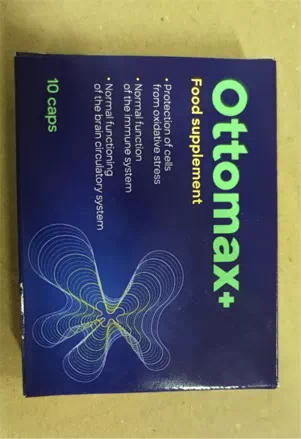 Ottomax+
Food supplement
• Protection of cells
from oxidative stress
• Normal function
of the immune system
• Normal functioning
of the brain circulatory system
10 caps